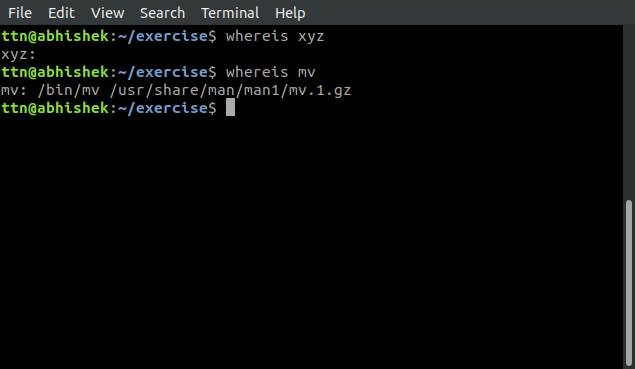 File Edit View Search Terminal Help
ttn@abhishek:~/exercise$ whereis xyz
xyz:
ttn@abhishek:~/exercise$ whereis mv
mv: /bin/mv /usr/share/man/man1/mv.1.gz
ttn@abhishek:~/exercise$